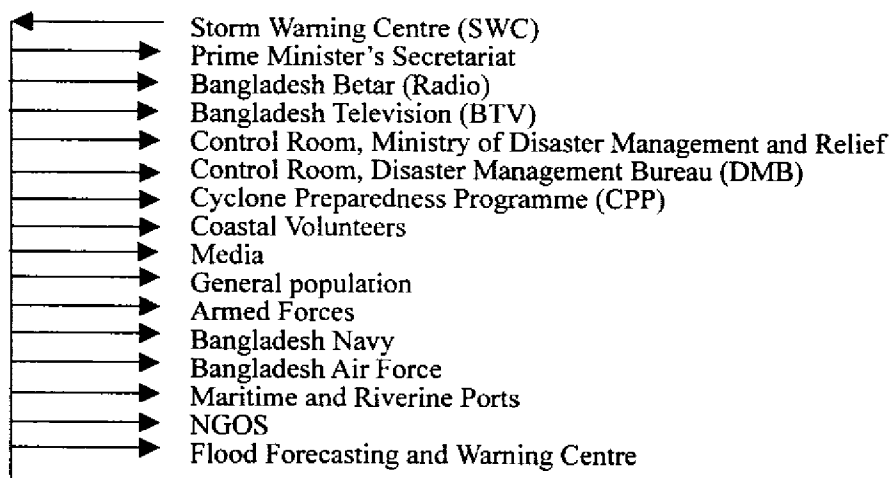 Storm Warning Centre (SWC)
Prime Minister's Secretariat
Bangladesh Betar (Radio)
Bangladesh Television (BTV)
Control Room, Ministry of Disaster Management and Relief
Control Room, Disaster Management Bureau (DMB)
Cyclone Preparedness Programme (CPP)
Coastal Volunteers
Media
General population
Armed Forces
Bangladesh Navy
Bangladesh Air Force
Maritime and Riverine Ports
NGOS
Flood Forecasting and Warning Centre